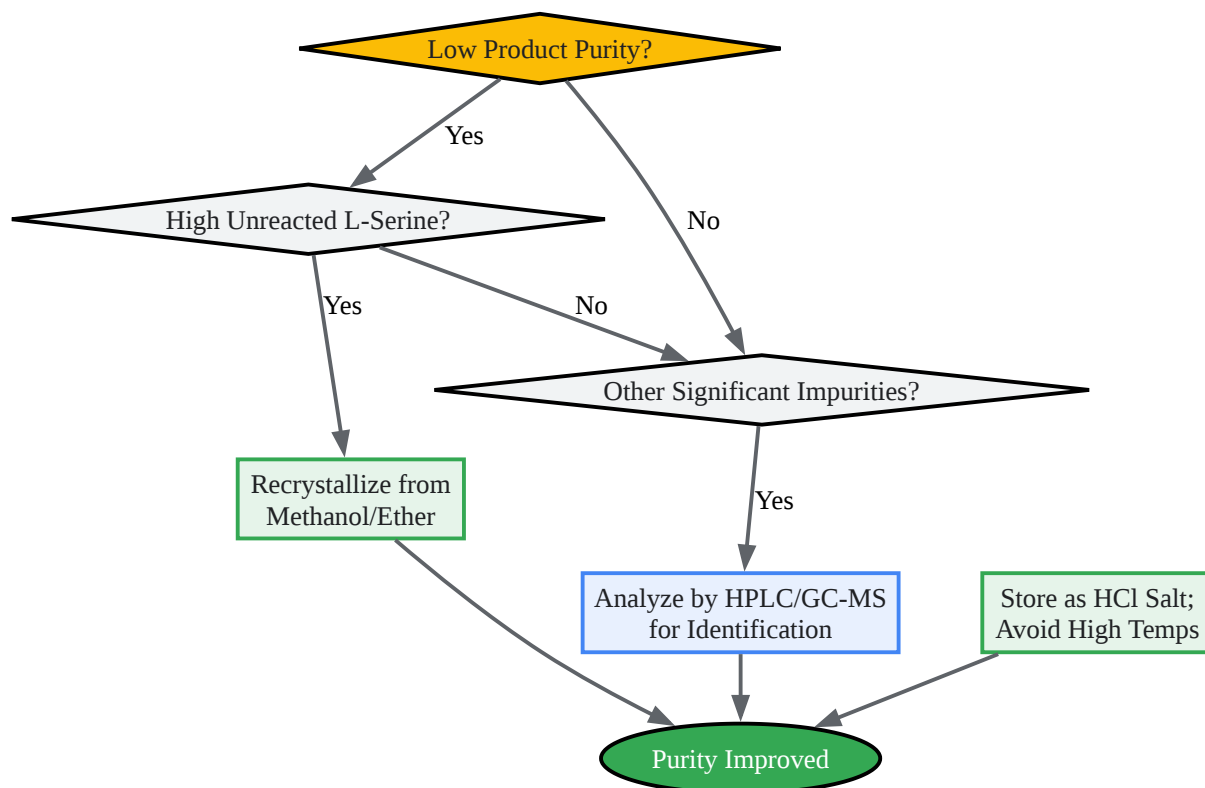 Low Product Purity?
Yes
High Unreacted L-Serine?
No
Yes
No
Other Significant Impurities?
Recrystallize from
Methanol/Ether
Yes
Analyze by HPLC/GC-MS
for Identification
Store as HCl Salt;
Avoid High Temps
Purity Improved